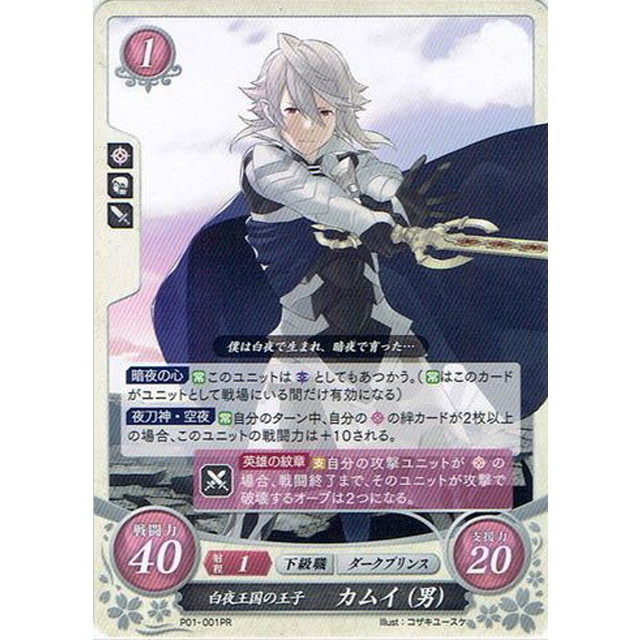 1
僕は白夜で生まれ、暗夜で育った…
暗夜の心 常このユニットは としてもあつかう。(常はこのカード
がユニットとして戦場にいる間だけ有効になる)
夜刀神・空夜 常自分のターン中、自分の の絆カードが2枚以上
の場合、このユニットの戦闘力は+10される。
英雄の紋章 支自分の攻撃ユニットが の
場合、戦闘終了まで、そのユニットが攻撃で
破壊するオーブは2つになる。
戦闘力
40
射程 1
下級職
ダークプリンス
支援力
20
白夜王国の王子 カムイ(男)
P01-001PR
Illust:コザキユースケ